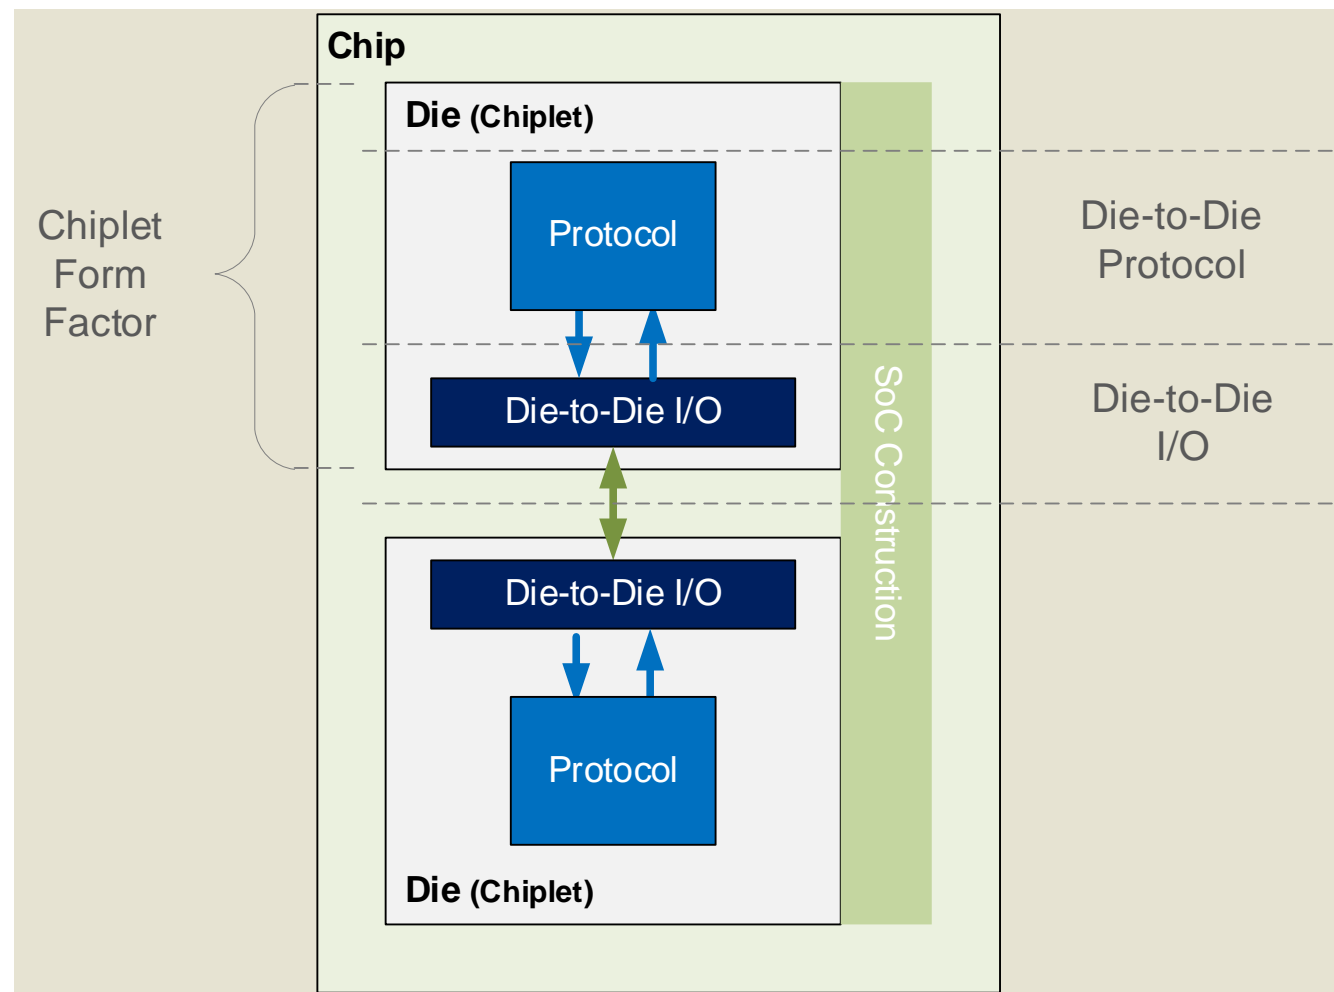 Chip
Die (Chiplet)
Chiplet
Form
Factor
Protocol
Die-to-Die
Protocol
Die-to-Die I/O
Die-to-Die
I/O
SoC Construction
Die-to-Die I/O
Protocol
Die (Chiplet)